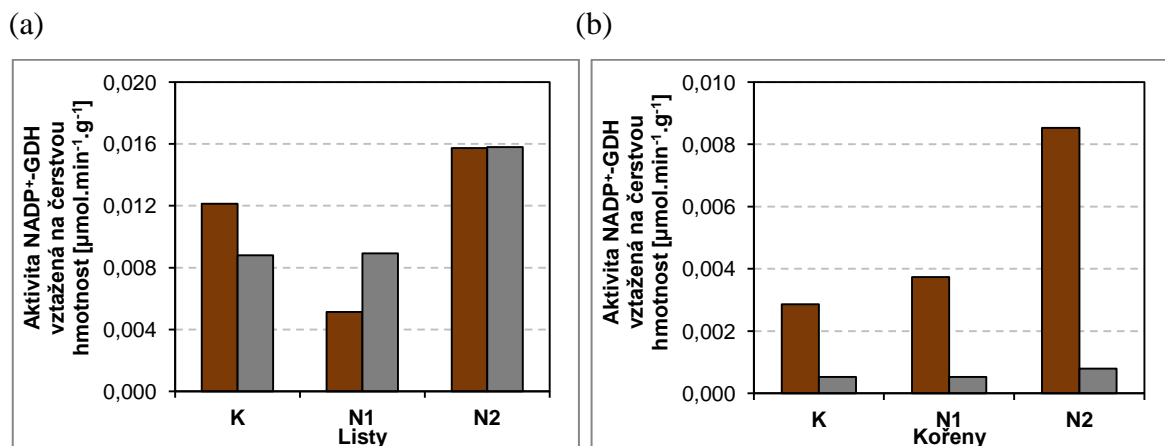 (a)
(b)
Aktivita NADP⁺-GDH
vztažená na čerstvou
hmotnost [µmol.min⁻¹.g⁻¹]
0,020
0,016
0,012
0,008
0,004
0,000
K N1 N2
Listy
Aktivita NADP⁺-GDH
vztažená na čerstvou
hmotnost [µmol.min⁻¹.g⁻¹]
0,010
0,008
0,006
0,004
0,002
0,000
K N1 N2
Kořeny